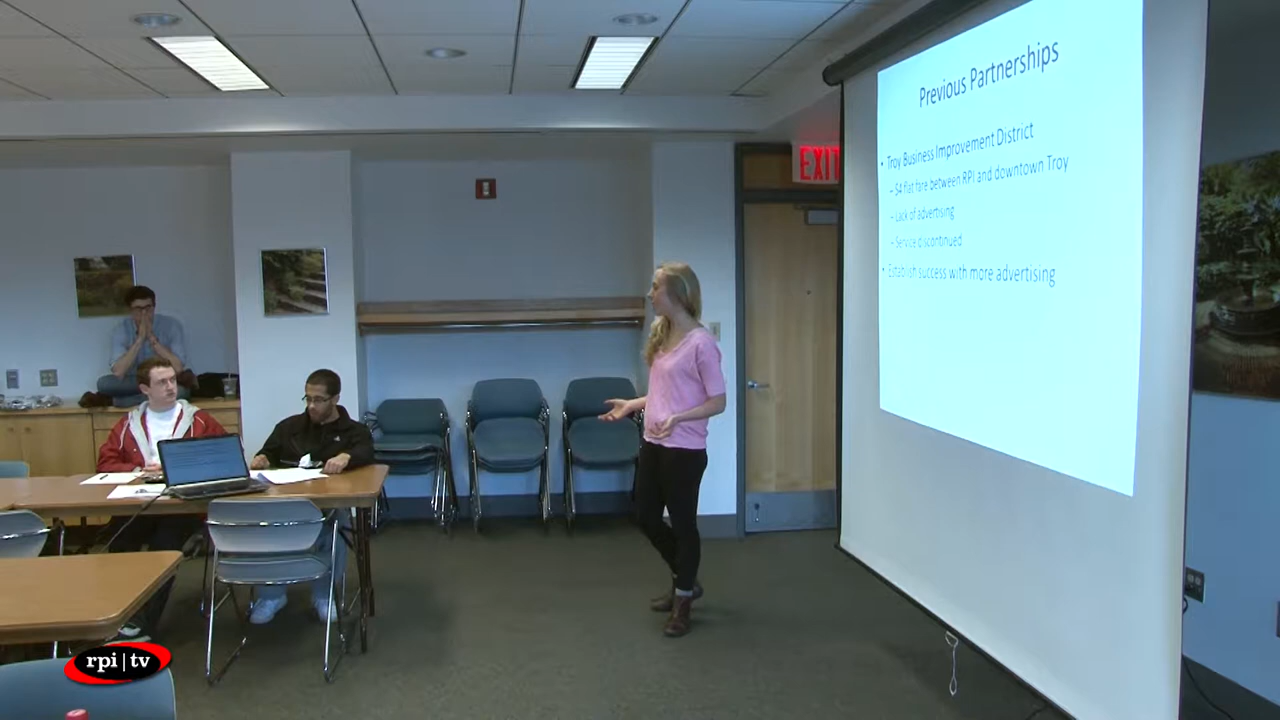 Previous Partnerships
• Troy Business Improvement District
– $4 flat fare between RPI and downtown Troy
– Lack of advertising
– Service discontinued
• Establish success with more advertising
EXIT
rpi|tv